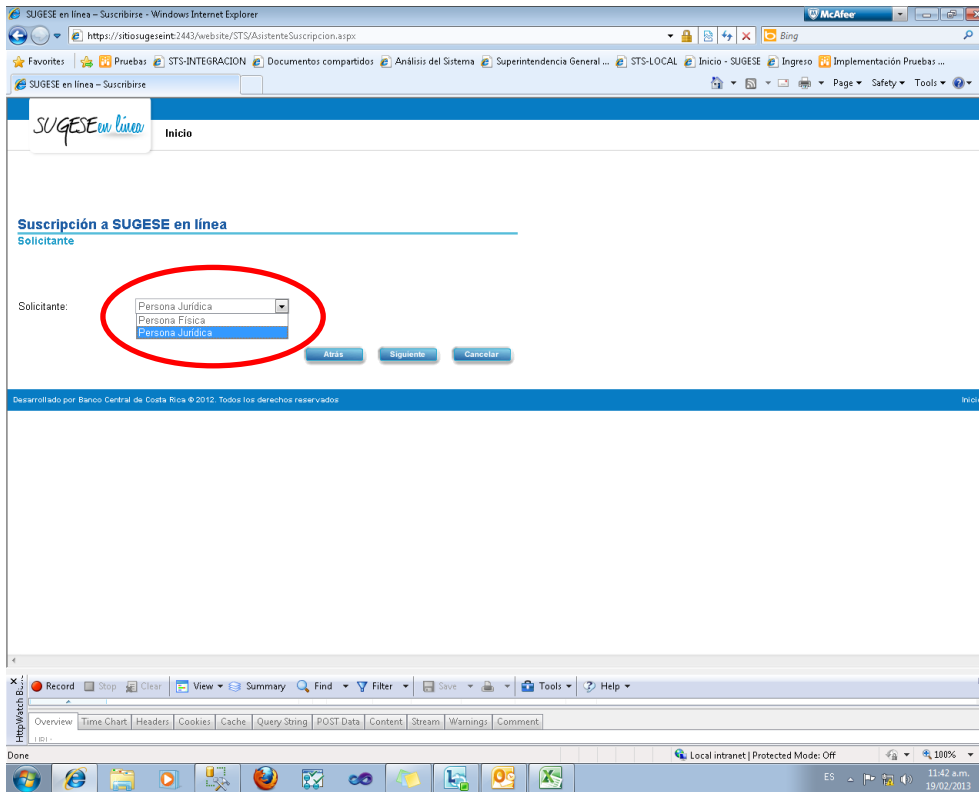 SUGESE en línea – Suscribirse - Windows Internet Explorer
McAfee
https://sitiosugeseint:2443/website/STS/AsistenteSuscripcion.aspx
Bing
Favorites Pruebas STS-INTEGRACION Documentos compartidos Análisis del Sistema Superintendencia General ... STS-LOCAL Inicio - SUGESE Ingreso Implementación Pruebas ...
SUGESE en línea – Suscribirse
Page Safety Tools
SUGESE en línea
Inicio
Suscripción a SUGESE en línea
Solicitante
Solicitante:
Persona Jurídica
Persona Física
Persona Jurídica
Atrás Siguiente Cancelar
Desarrollado por Banco Central de Costa Rica © 2012. Todos los derechos reservados
Record Stop Clear View Summary Find Filter Save Tools Help
Overview Time Chart Headers Cookies Cache Query String POST Data Content Stream Warnings Comment
Done
Local intranet | Protected Mode: Off
100%
ES
11:42 a.m.
19/02/2013